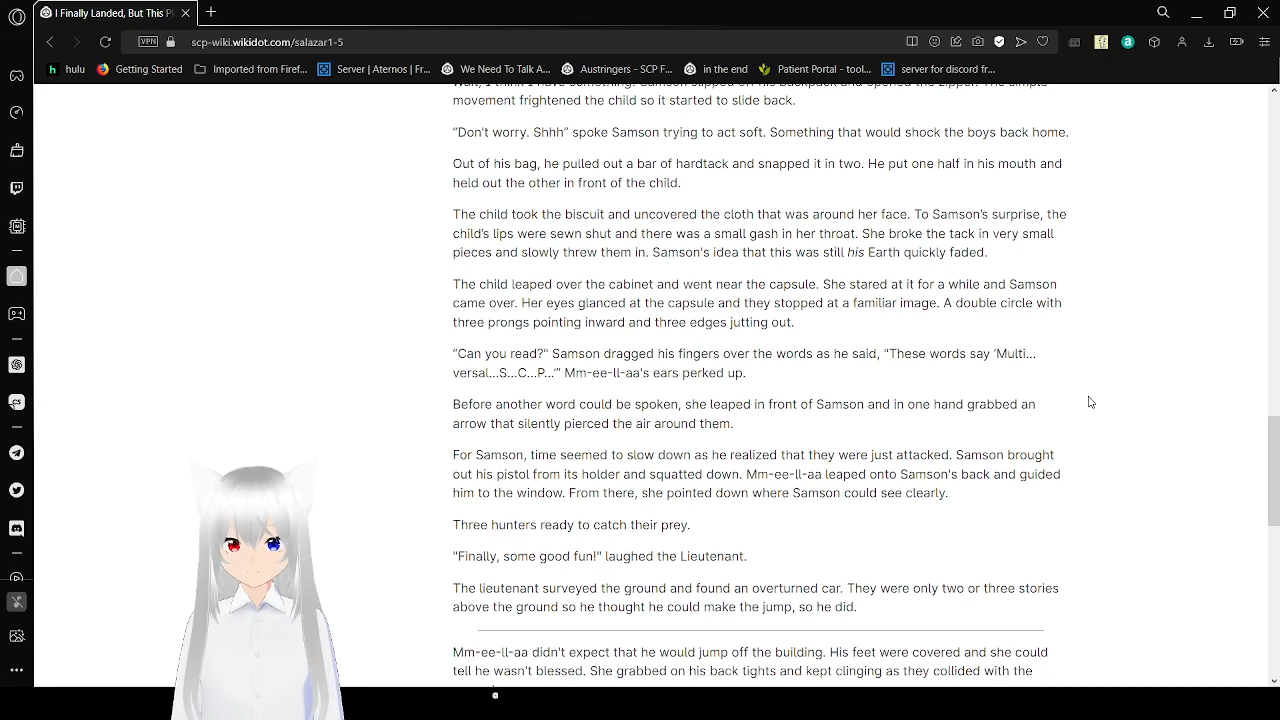 I Finally Landed, But This Pl
scp-wiki.wikidot.com/salazar1-5
VPN
hulu
Getting Started
Imported from Firef...
Server | Aternos | Fr...
We Need To Talk A...
Austringers - SCP F...
in the end
Patient Portal - tool...
server for discord fr...
movement frightened the child so it started to slide back.
“Don't worry. Shhh” spoke Samson trying to act soft. Something that would shock the boys back home.
Out of his bag, he pulled out a bar of hardtack and snapped it in two. He put one half in his mouth and
held out the other in front of the child.
The child took the biscuit and uncovered the cloth that was around her face. To Samson’s surprise, the
child’s lips were sewn shut and there was a small gash in her throat. She broke the tack in very small
pieces and slowly threw them in. Samson's idea that this was still his Earth quickly faded.
The child leaped over the cabinet and went near the capsule. She stared at it for a while and Samson
came over. Her eyes glanced at the capsule and they stopped at a familiar image. A double circle with
three prongs pointing inward and three edges jutting out.
“Can you read?" Samson dragged his fingers over the words as he said, "These words say ‘Multi...
versal...S...C...P...’” Mm-ee-ll-aa's ears perked up.
Before another word could be spoken, she leaped in front of Samson and in one hand grabbed an
arrow that silently pierced the air around them.
For Samson, time seemed to slow down as he realized that they were just attacked. Samson brought
out his pistol from its holder and squatted down. Mm-ee-ll-aa leaped onto Samson's back and guided
him to the window. From there, she pointed down where Samson could see clearly.
Three hunters ready to catch their prey.
"Finally, some good fun!" laughed the Lieutenant.
The lieutenant surveyed the ground and found an overturned car. They were only two or three stories
above the ground so he thought he could make the jump, so he did.
Mm-ee-ll-aa didn't expect that he would jump off the building. His feet were covered and she could
tell he wasn't blessed. She grabbed on his back tights and kept clinging as they collided with the